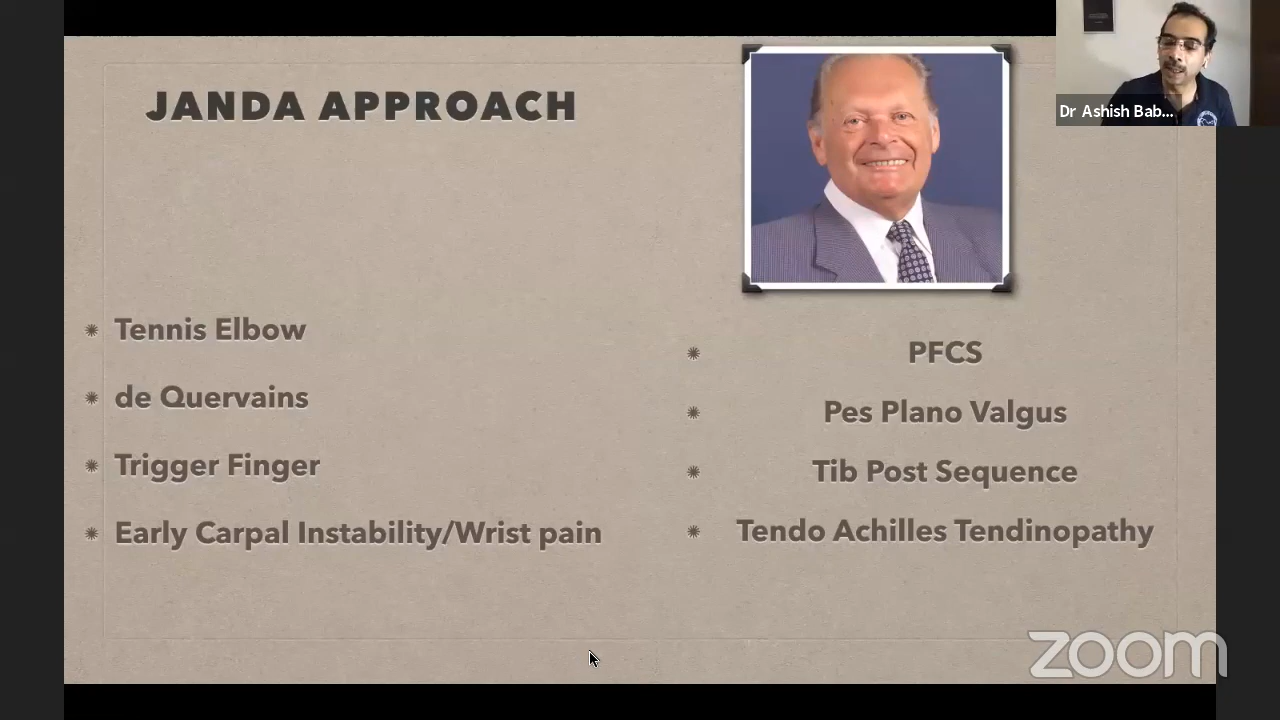 JANDA APPROACH
Dr Ashish Bab...
Tennis Elbow
de Quervains
Trigger Finger
Early Carpal Instability/Wrist pain
PFCS
Pes Plano Valgus
Tib Post Sequence
Tendo Achilles Tendinopathy
zoom